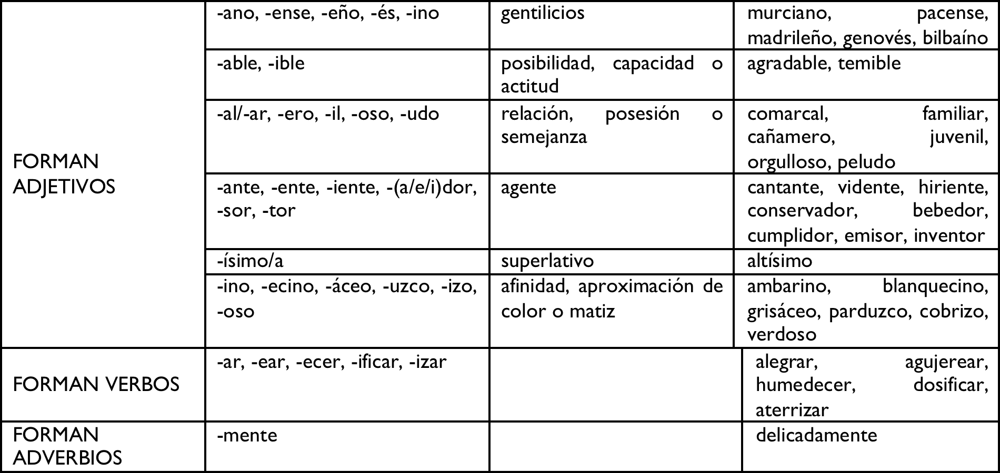 FORMAN
ADJETIVOS
-ano, -ense, -eño, -és, -ino
gentilicios
murciano, pacense,
madrileño, genovés, bilbaíno
-able, -ible
posibilidad, capacidad o
actitud
agradable, temible
-al/-ar, -ero, -il, -oso, -udo
relación, posesión o
semejanza
comarcal, familiar,
cañamero, juvenil,
orgulloso, peludo
-ante, -ente, -iente, -(a/e/i)dor,
-sor, -tor
agente
cantante, vidente, hiriente,
conservador, bebedor,
cumplidor, emisor, inventor
-ísimo/a
superlativo
altísimo
-ino, -ecino, -áceo, -uzco, -izo,
-oso
afinidad, aproximación de
color o matiz
ambarino, blanquecino,
grisáceo, parduzco, cobrizo,
verdoso
FORMAN VERBOS
-ar, -ear, -ecer, -ificar, -izar
alegrar, agujerear,
humedecer, dosificar,
aterrizar
FORMAN
ADVERBIOS
-mente
delicadamente